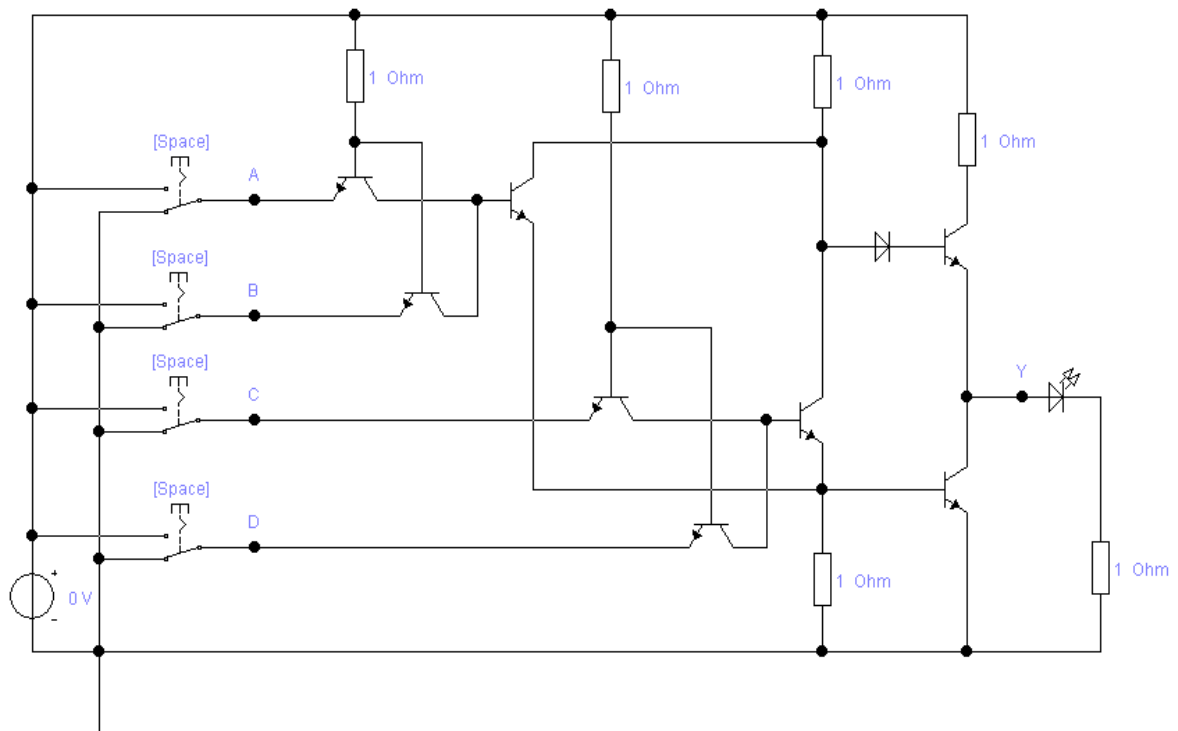 1 Ohm
1 Ohm
1 Ohm
1 Ohm
[Space]
A
[Space]
B
[Space]
C
Y
[Space]
D
+
0 V
-
1 Ohm
1 Ohm